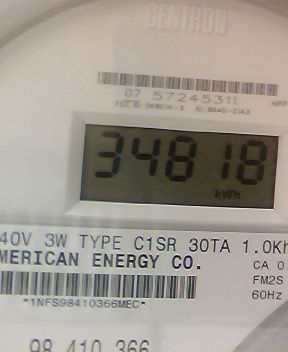 CENTRON
07 57245311
34818
kWh
40V 3W TYPE C1SR 30TA 1.0Kh
MERICAN ENERGY CO.
CA 0
FM2S
60Hz
*1NFS98410366MEC*
98 410 366